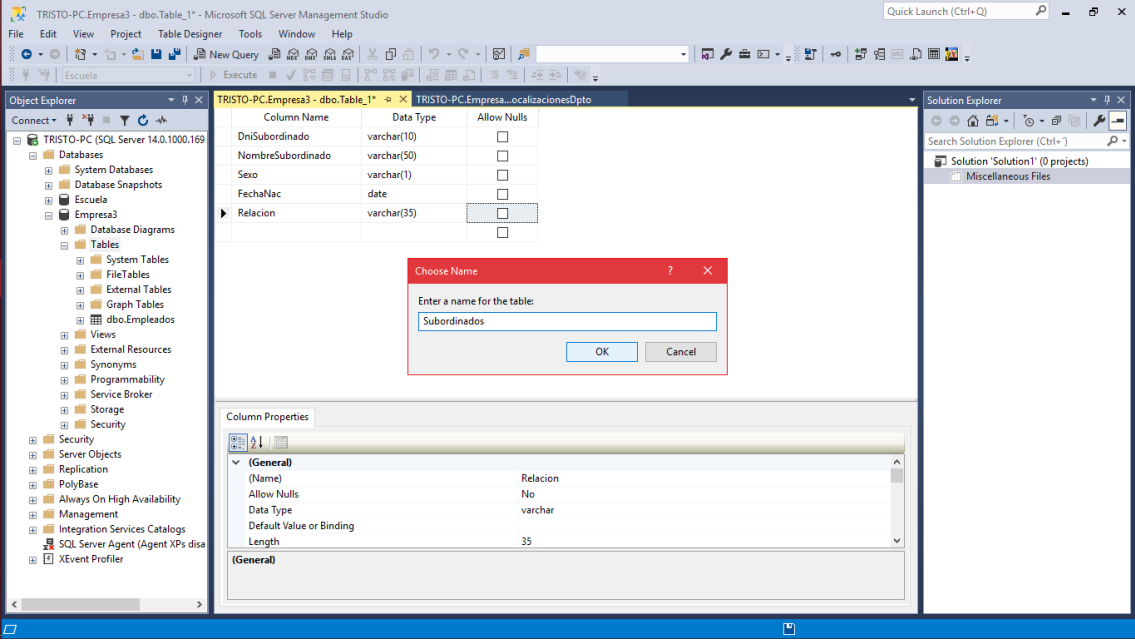 TRISTO-PC.Empresa3 - dbo.Table_1* - Microsoft SQL Server Management Studio
Quick Launch (Ctrl+Q)
File Edit View Project Table Designer Tools Window Help
New Query
Escuela
Execute
Object Explorer
TRISTO-PC.Empresa3 - dbo.Table_1*
TRISTO-PC.Empresa...ocalizacionesDpto
Solution Explorer
Connect
Search Solution Explorer (Ctrl+´)
TRISTO-PC (SQL Server 14.0.1000.169
Databases
System Databases
Database Snapshots
Escuela
Empresa3
Database Diagrams
Tables
System Tables
FileTables
External Tables
Graph Tables
dbo.Empleados
Views
External Resources
Synonyms
Programmability
Service Broker
Storage
Security
Security
Server Objects
Replication
PolyBase
Always On High Availability
Management
Integration Services Catalogs
SQL Server Agent (Agent XPs disa
XEvent Profiler
Column Name Data Type Allow Nulls
DniSubordinado varchar(10)
NombreSubordinado varchar(50)
Sexo varchar(1)
FechaNac date
Relacion varchar(35)
Choose Name ?
Enter a name for the table:
Subordinados
OK Cancel
Column Properties
(General)
(Name) Relacion
Allow Nulls No
Data Type varchar
Default Value or Binding
Length 35
(General)
Solution 'Solution1' (0 projects)
Miscellaneous Files